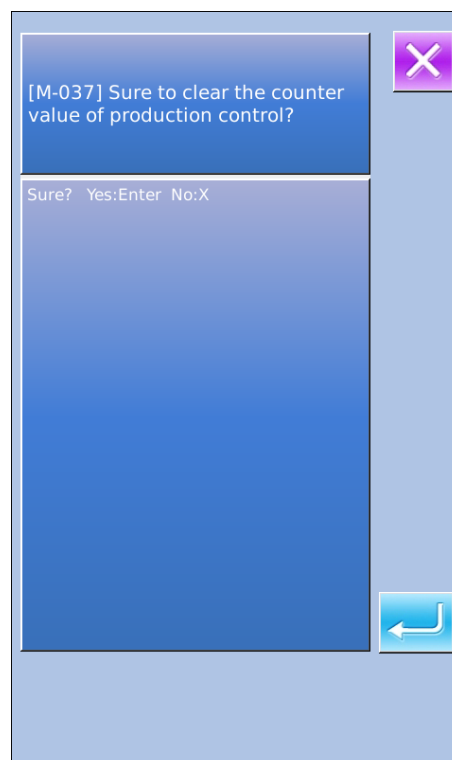 [M-037] Sure to clear the counter
value of production control?
Sure?   Yes:Enter  No:X